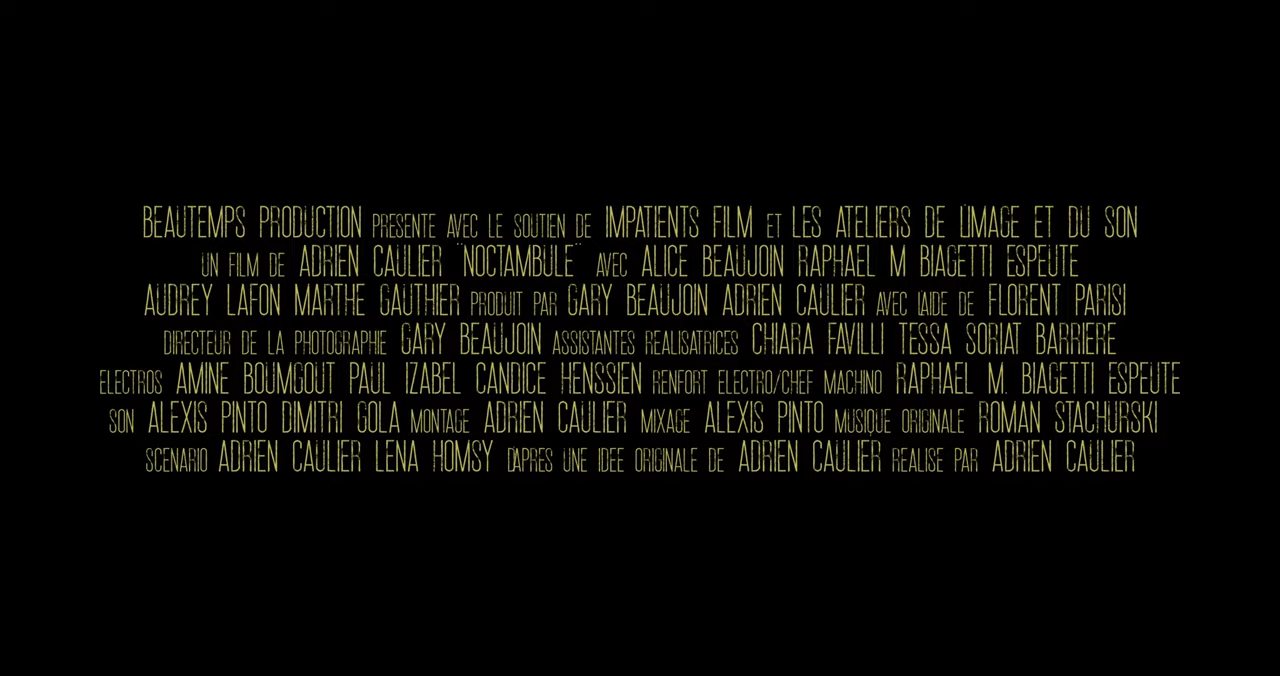 BEAUTEMPS PRODUCTION PRESENTE AVEC LE SOUTIEN DE IMPATIENTS FILM ET LES ATELIERS DE L'IMAGE ET DU SON
UN FILM DE ADRIEN CAULIER "NOCTAMBULE" AVEC ALICE BEAUJOIN RAPHAEL M BIAGETTI ESPEUTE
AUDREY LAFON MARTHE GAUTHIER PRODUIT PAR GARY BEAUJOIN ADRIEN CAULIER AVEC L'AIDE DE FLORENT PARISI
DIRECTEUR DE LA PHOTOGRAPHIE GARY BEAUJOIN ASSISTANTES REALISATRICES CHIARA FAVILLI TESSA SORIAT BARRIERE
ELECTROS AMINE BOUMGOUT PAUL IZABEL CANDICE HENSSIEN RENFORT ELECTRO/CHEF MACHINO RAPHAEL M. BIAGETTI ESPEUTE
SON ALEXIS PINTO DIMITRI GOLA MONTAGE ADRIEN CAULIER MIXAGE ALEXIS PINTO MUSIQUE ORIGINALE ROMAN STACHURSKI
SCENARIO ADRIEN CAULIER LENA HOMSY D'APRES UNE IDEE ORIGINALE DE ADRIEN CAULIER REALISE PAR ADRIEN CAULIER